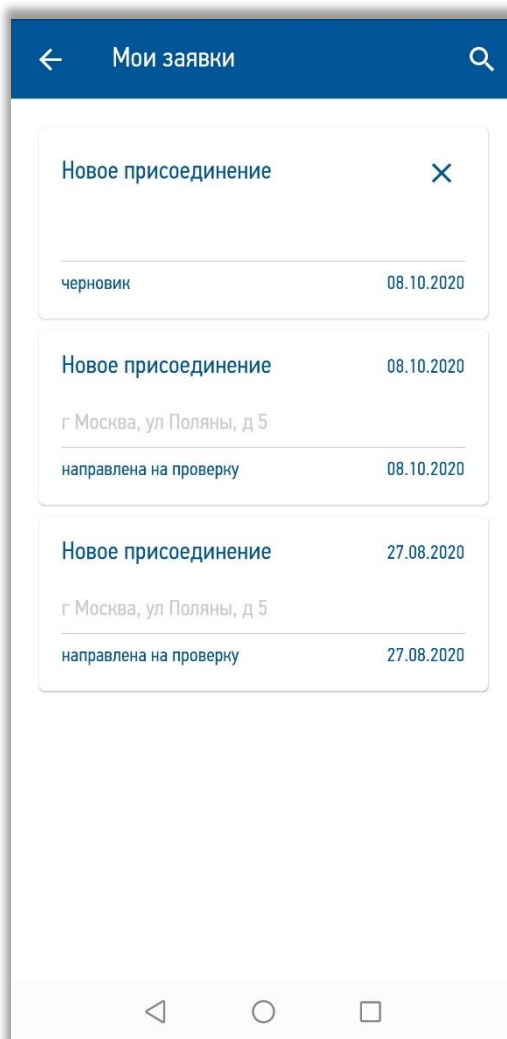 Мои заявки
Новое присоединение
черновик 08.10.2020
Новое присоединение 08.10.2020
г Москва, ул Поляны, д 5
направлена на проверку 08.10.2020
Новое присоединение 27.08.2020
г Москва, ул Поляны, д 5
направлена на проверку 27.08.2020